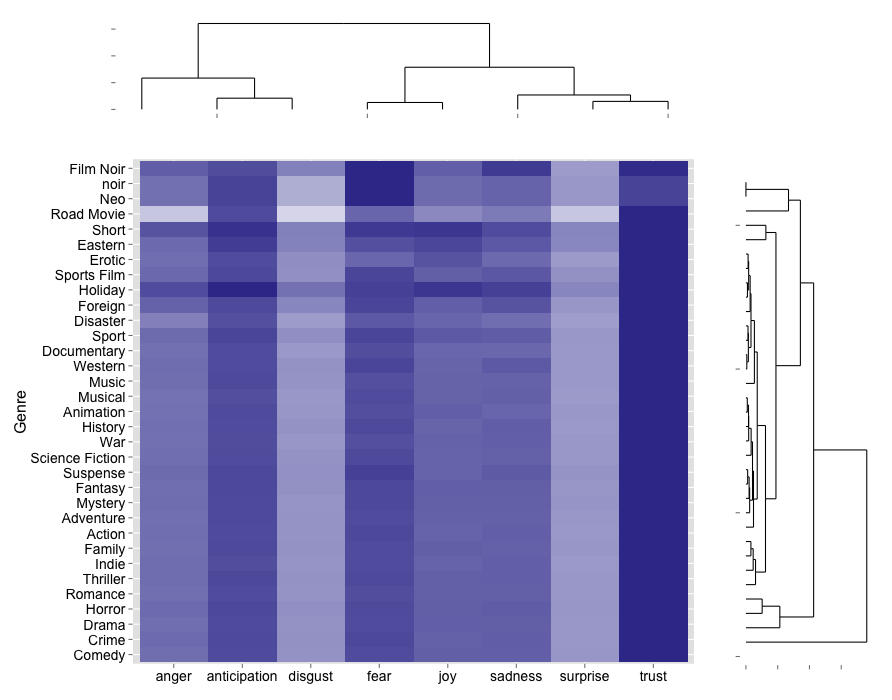 Film Noir
noir
Neo
Road Movie
Short
Eastern
Erotic
Sports Film
Holiday
Foreign
Disaster
Sport
Documentary
Western
Music
Musical
Animation
History
War
Science Fiction
Suspense
Fantasy
Mystery
Adventure
Action
Family
Indie
Thriller
Romance
Horror
Drama
Crime
Comedy
Genre
anger anticipation disgust fear joy sadness surprise trust